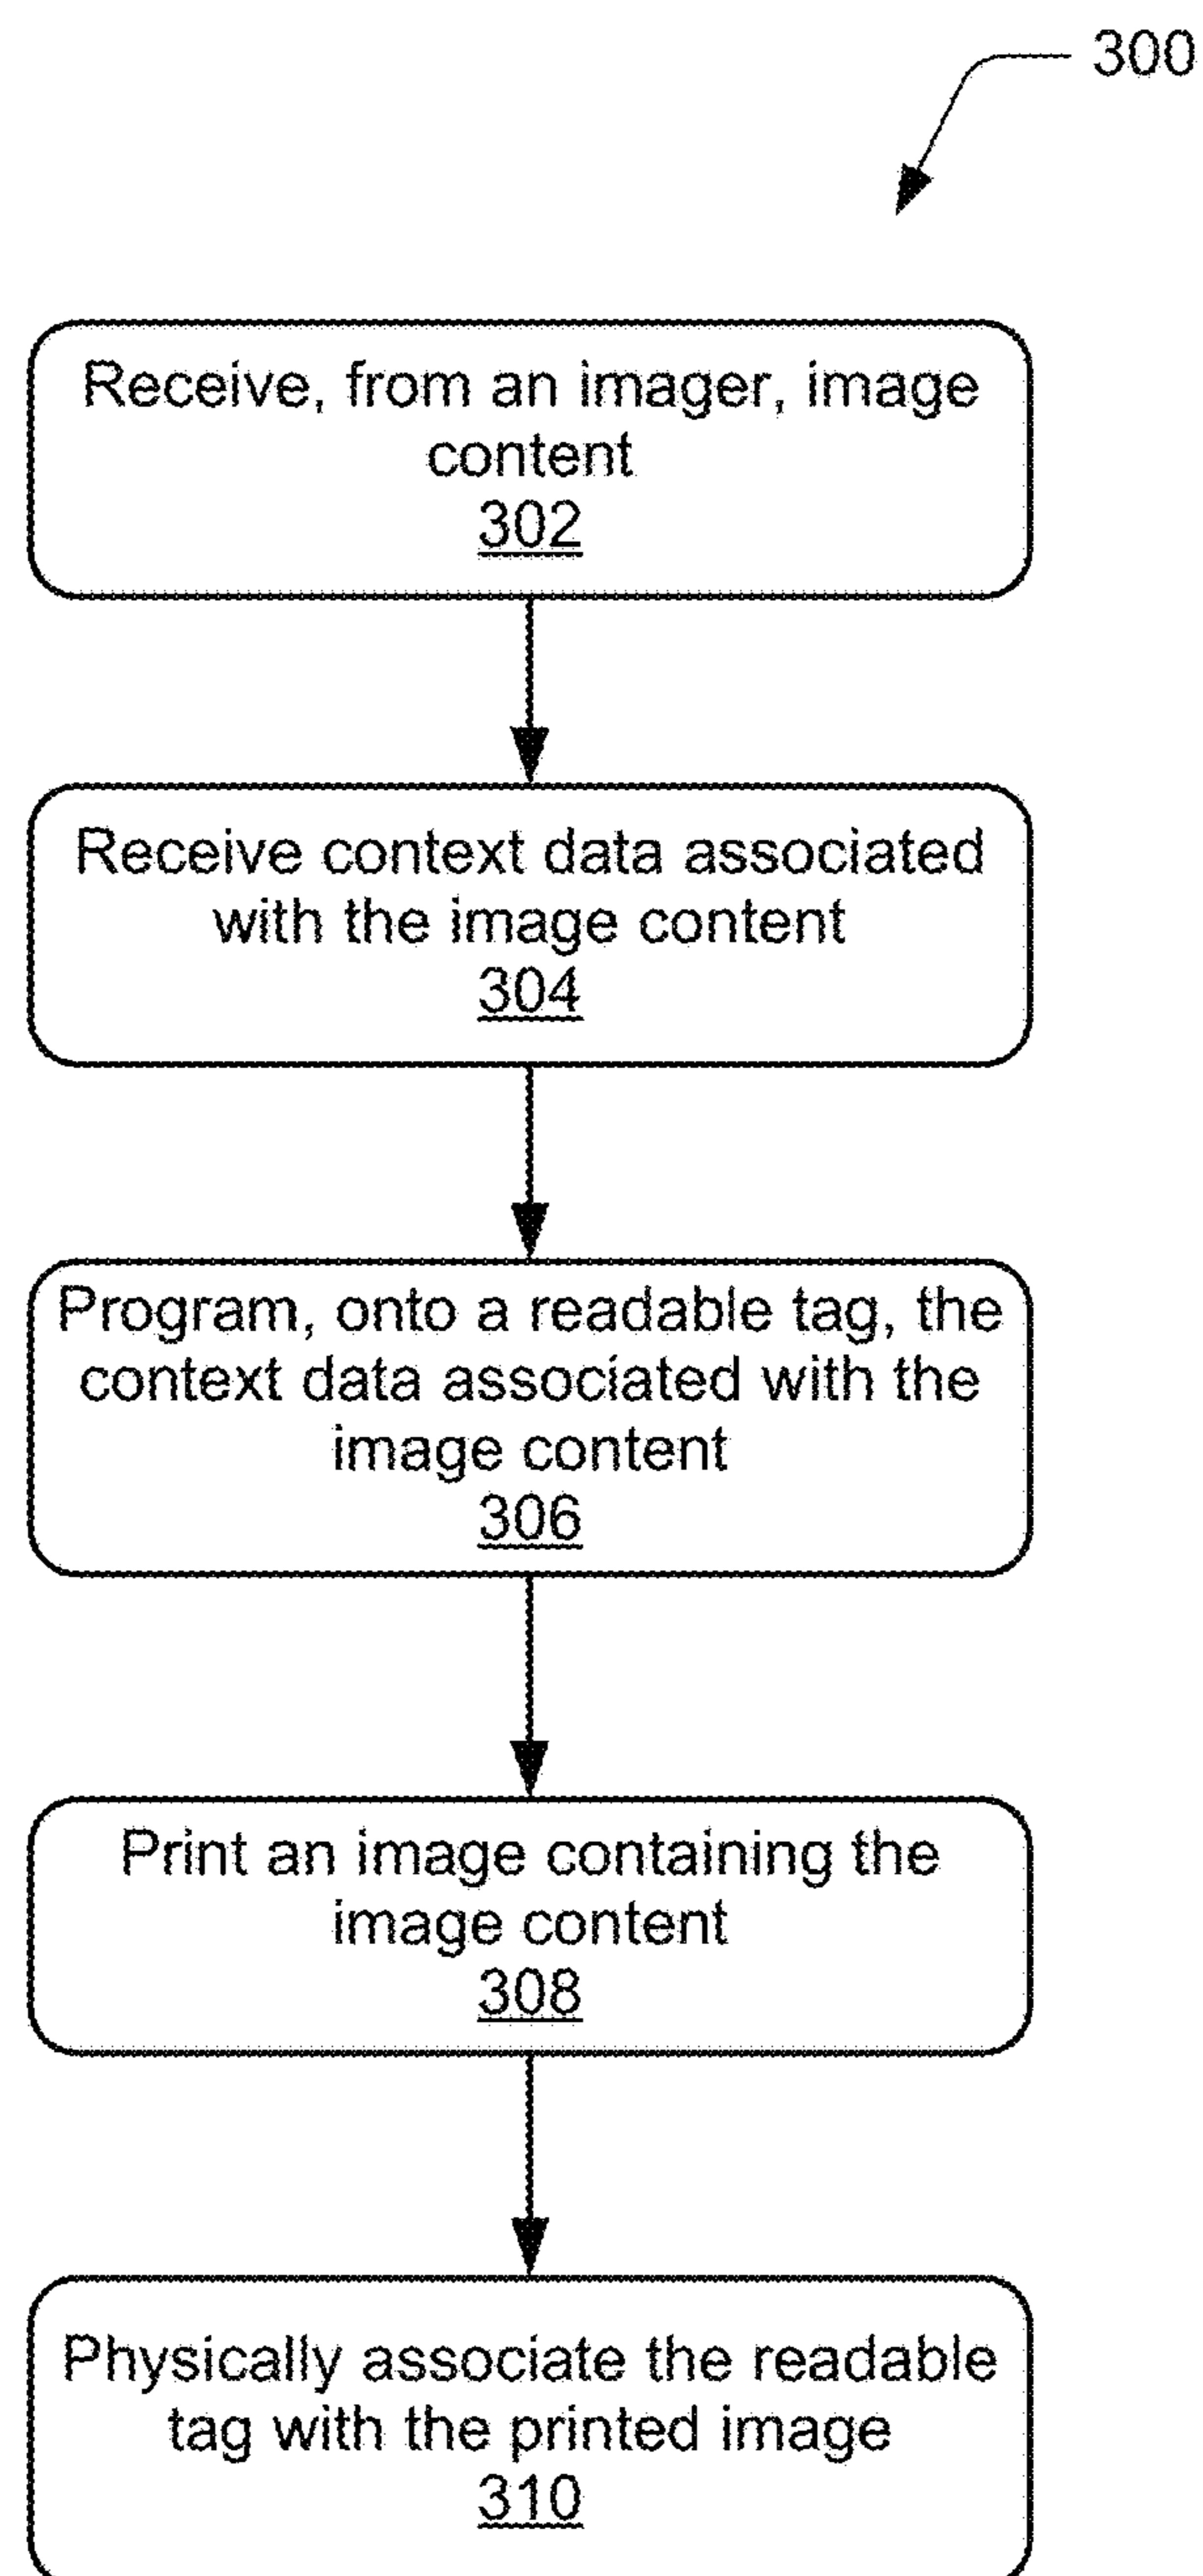 300
Receive, from an imager, image
content
302
Receive context data associated
with the image content
304
Program, onto a readable tag, the
context data associated with the
image content
306
Print an image containing the
image content
308
Physically associate the readable
tag with the printed image
310